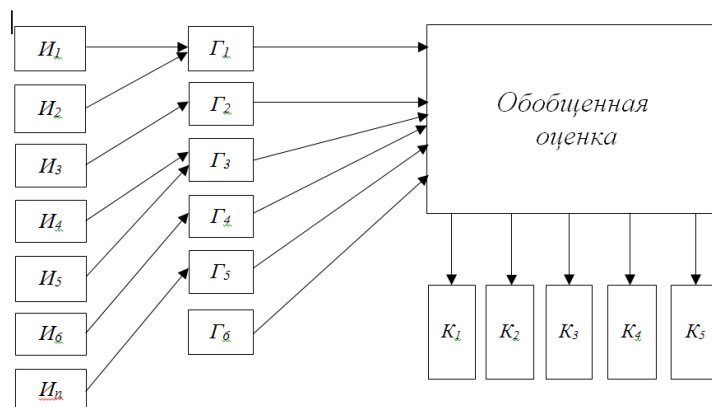 И1
И2
И3
И4
И5
И6
Иn
Г1
Г2
Г3
Г4
Г5
Г6
Обобщенная
оценка
К1
К2
К3
К4
К5